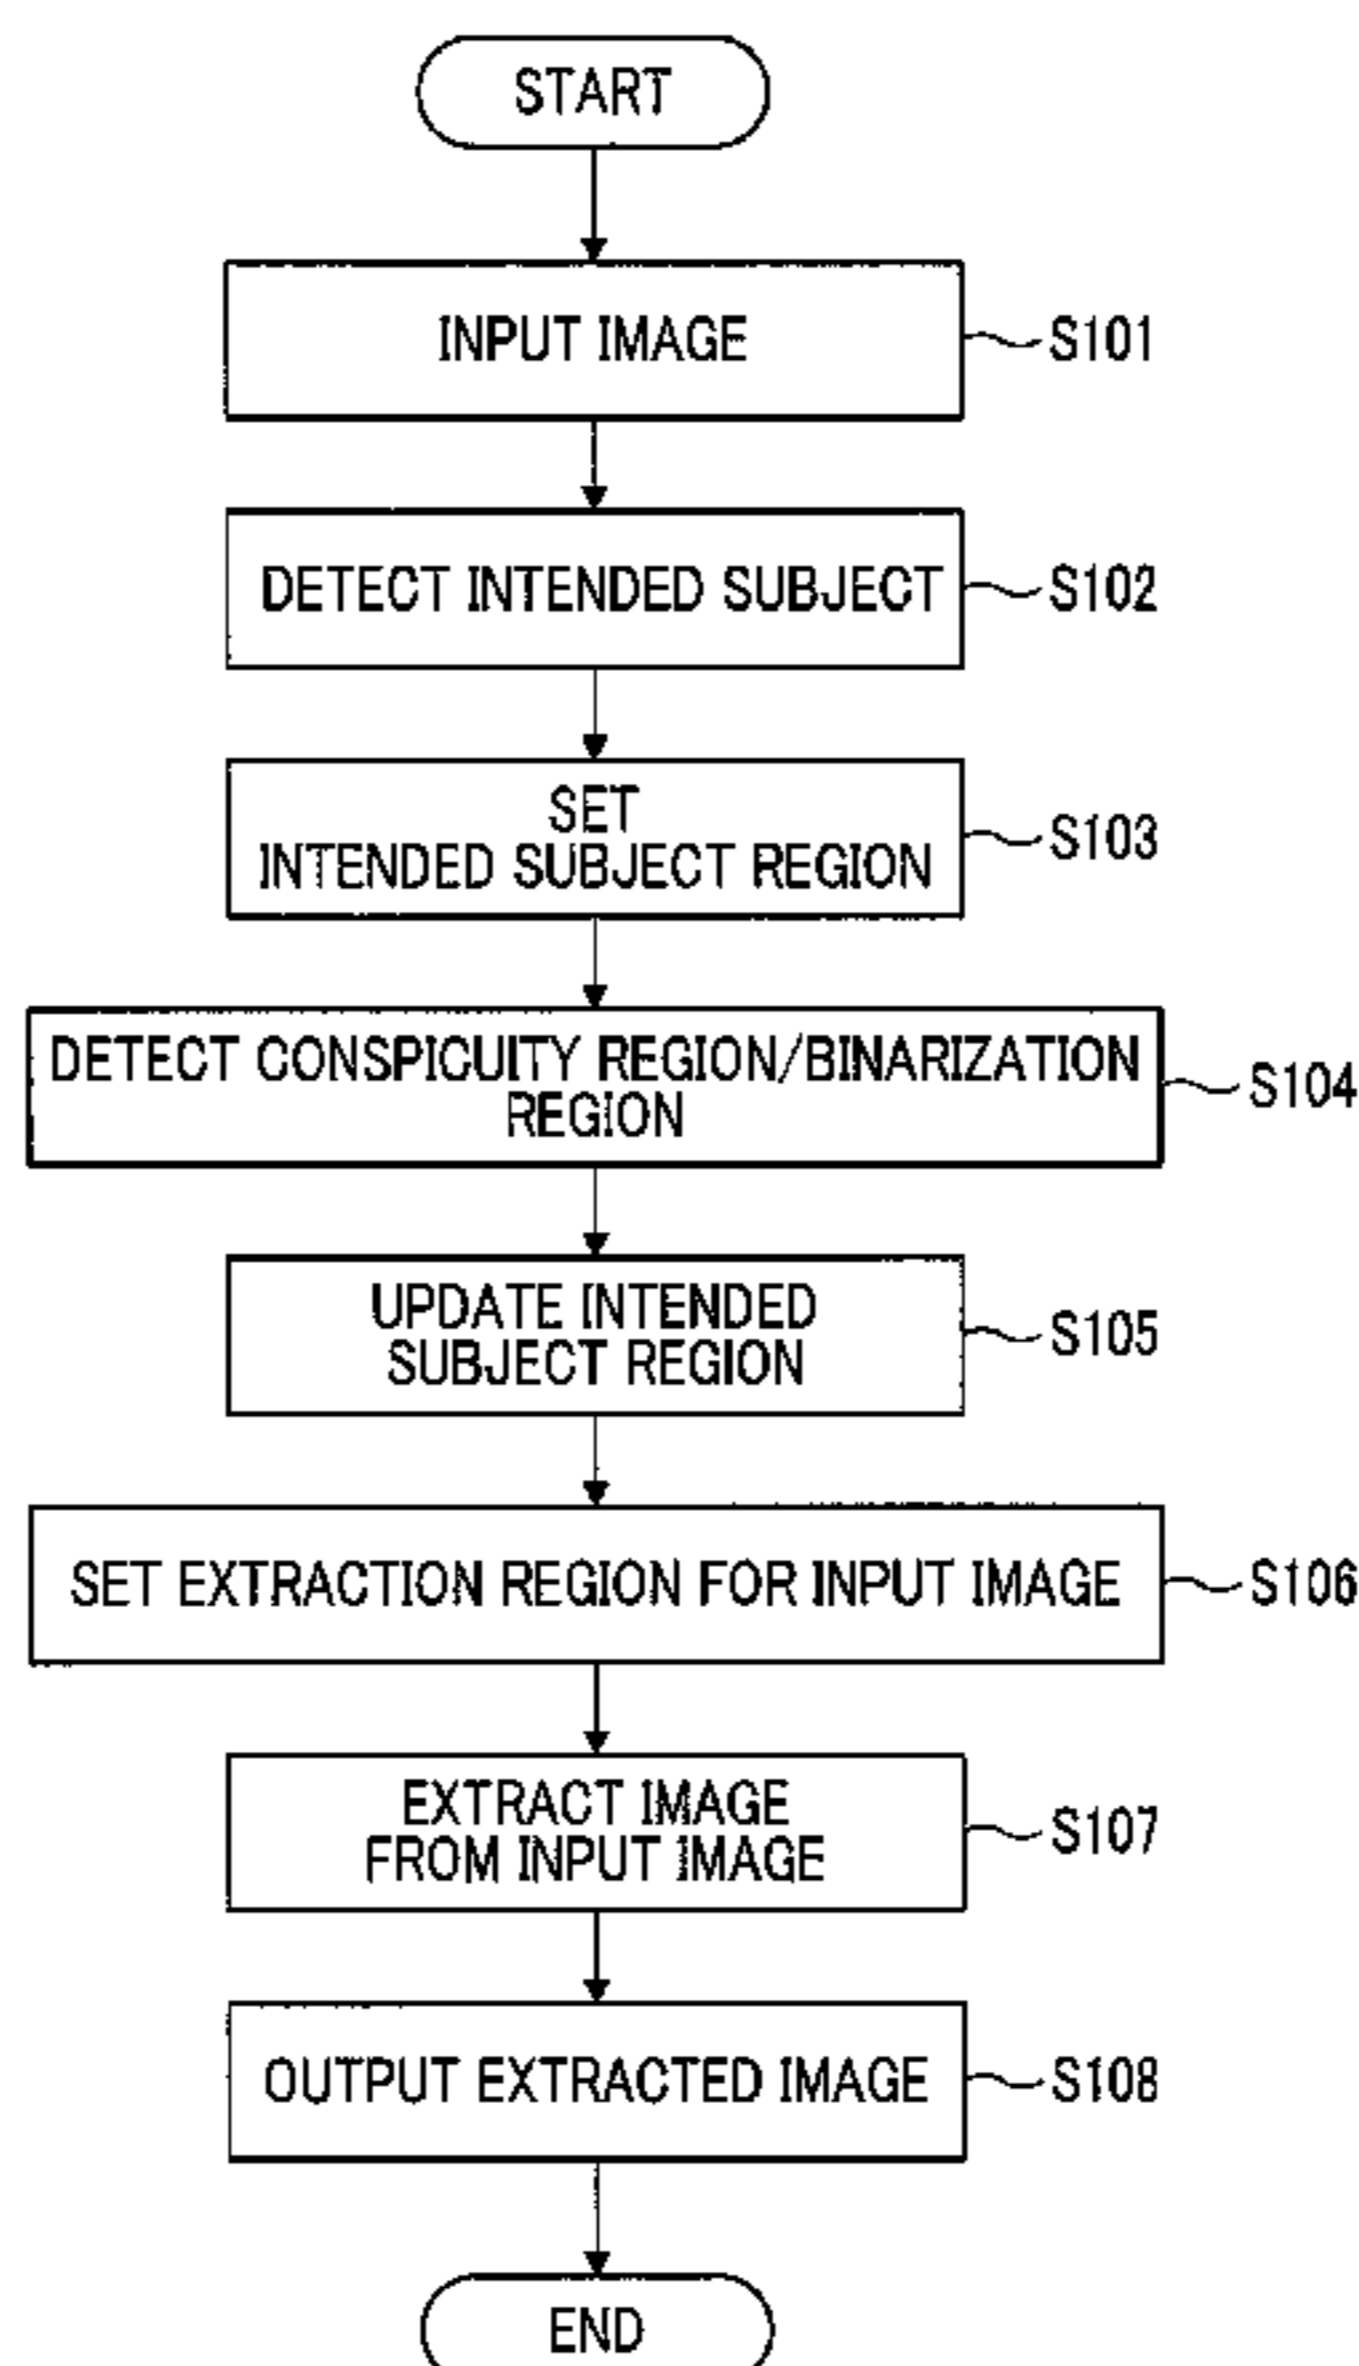 START
INPUT IMAGE
S101
DETECT INTENDED SUBJECT
S102
SET
INTENDED SUBJECT REGION
S103
DETECT CONSPICUITY REGION/BINARIZATION
REGION
S104
UPDATE INTENDED
SUBJECT REGION
S105
SET EXTRACTION REGION FOR INPUT IMAGE
S106
EXTRACT IMAGE
FROM INPUT IMAGE
S107
OUTPUT EXTRACTED IMAGE
S108
END